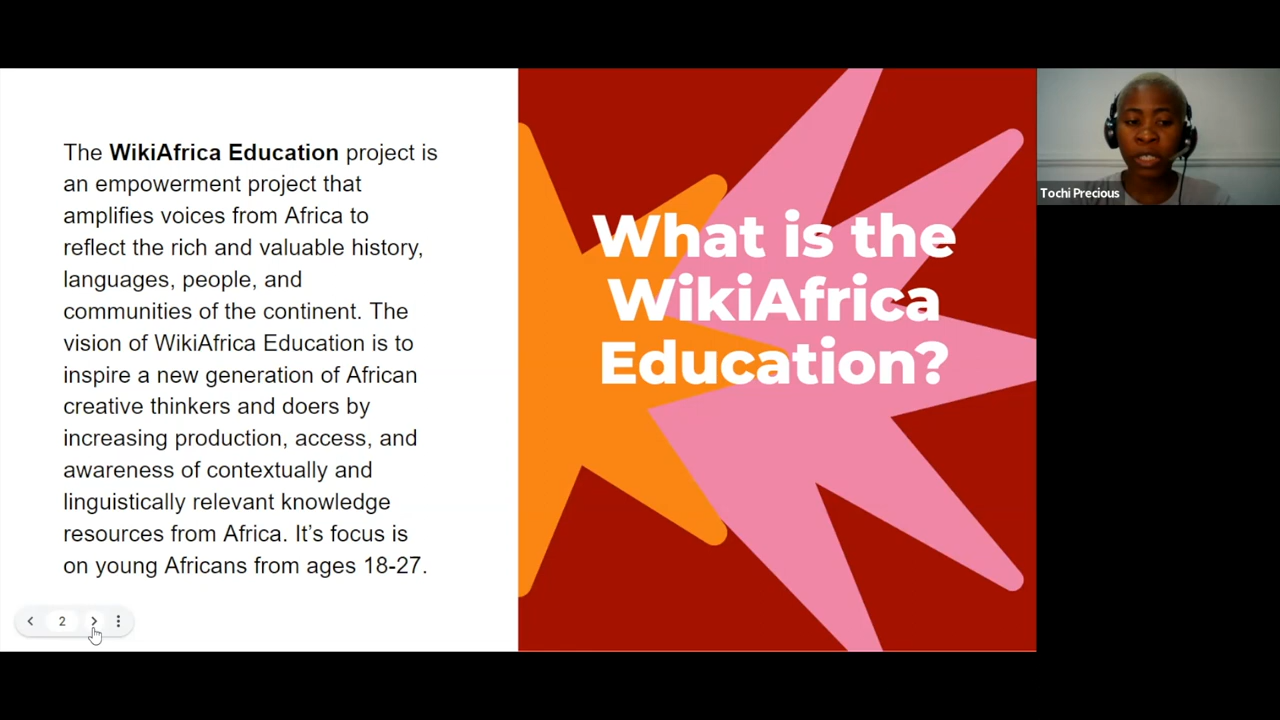 The WikiAfrica Education project is
an empowerment project that
amplifies voices from Africa to
reflect the rich and valuable history,
languages, people, and
communities of the continent. The
vision of WikiAfrica Education is to
inspire a new generation of African
creative thinkers and doers by
increasing production, access, and
awareness of contextually and
linguistically relevant knowledge
resources from Africa. It’s focus is
on young Africans from ages 18-27.
What is the
WikiAfrica
Education?
Tochi Precious
2